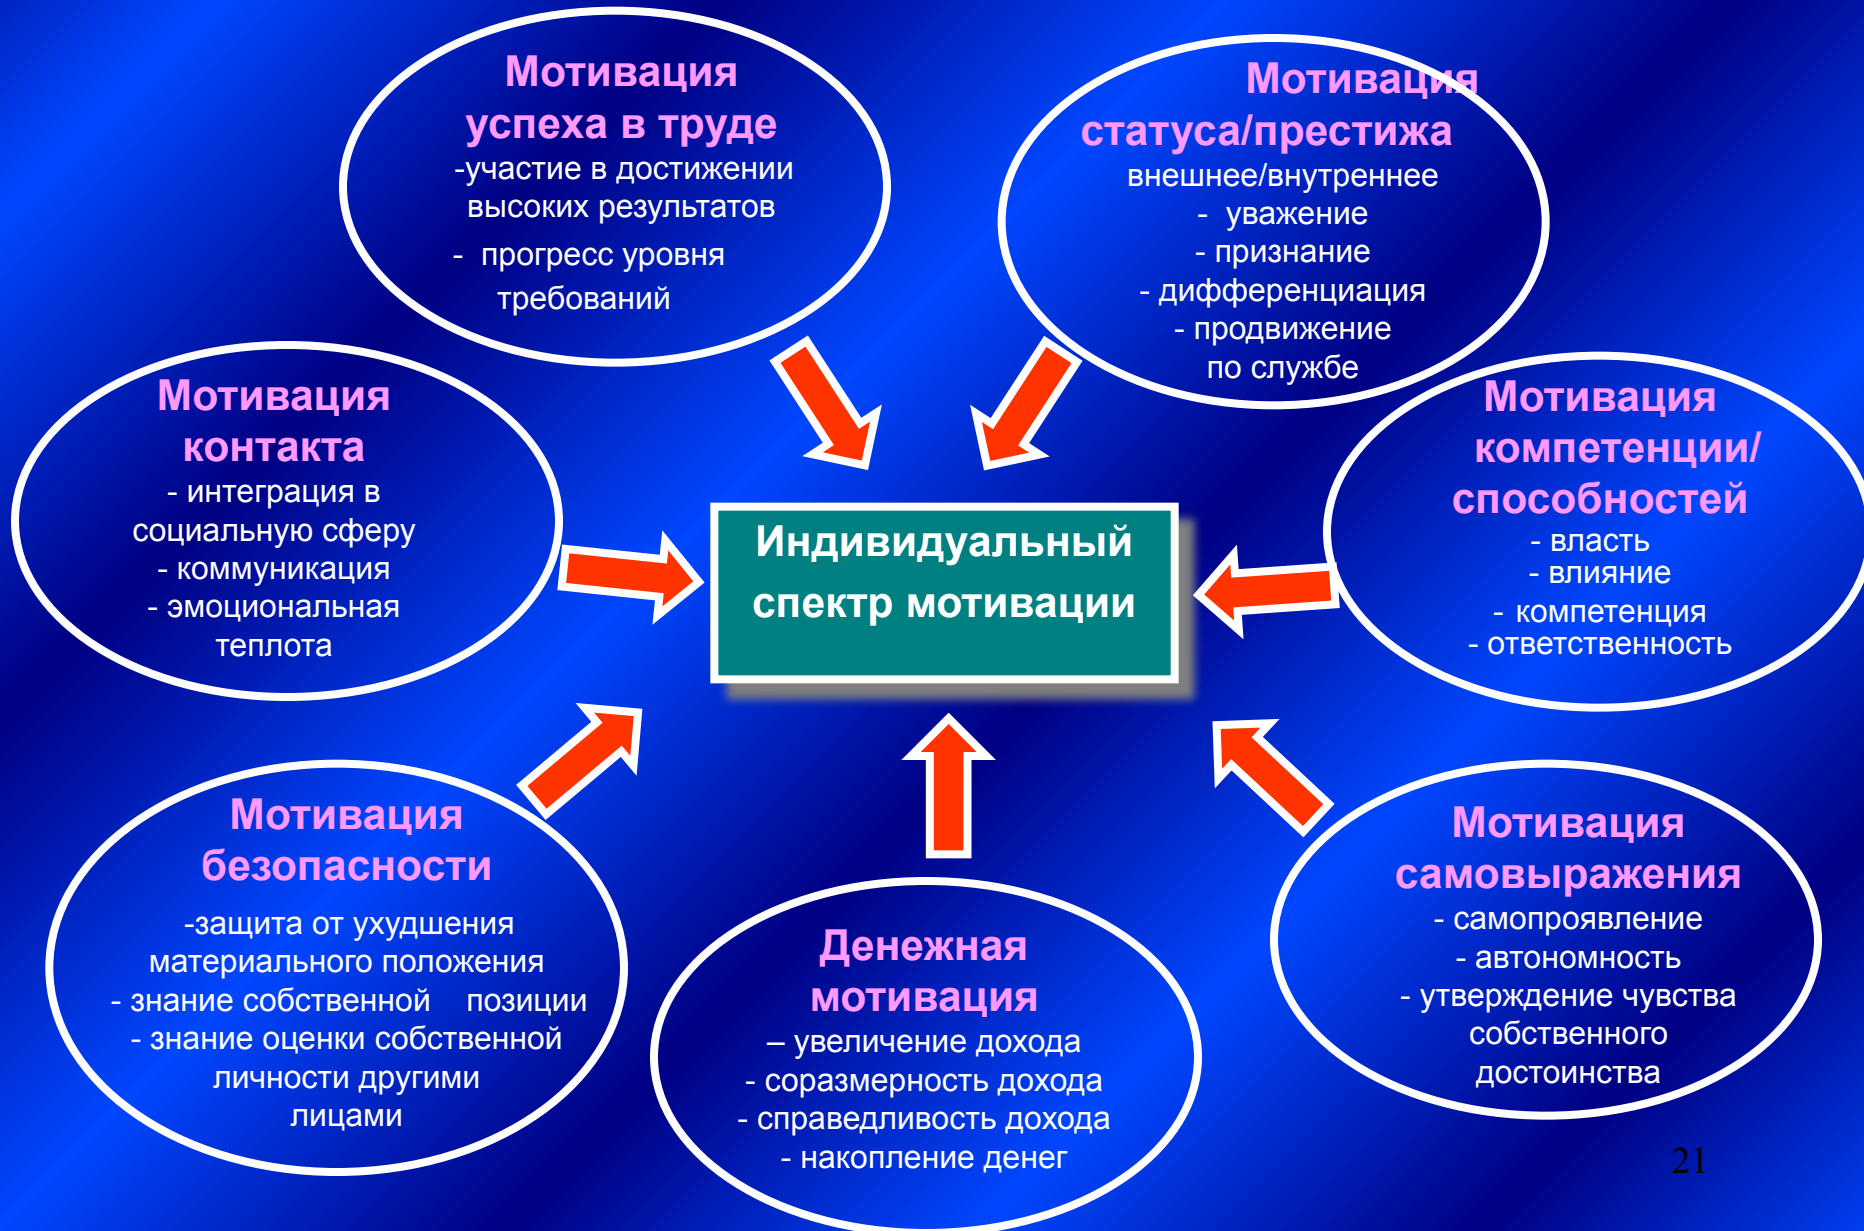 Мотивация
успеха в труде
-участие в достижении
высоких результатов
- прогресс уровня
требований
Мотивация
статуса/престижа
внешнее/внутреннее
- уважение
- признание
- дифференциация
- продвижение
по службе
Мотивация
контакта
- интеграция в
социальную сферу
- коммуникация
- эмоциональная
теплота
Индивидуальный
спектр мотивации
Мотивация
компетенции/
способностей
- власть
- влияние
- компетенция
- ответственность
Мотивация
безопасности
-защита от ухудшения
материального положения
- знание собственной позиции
- знание оценки собственной
личности другими
лицами
Денежная
мотивация
– увеличение дохода
- соразмерность дохода
- справедливость дохода
- накопление денег
Мотивация
самовыражения
- самопроявление
- автономность
- утверждение чувства
собственного
достоинства
21